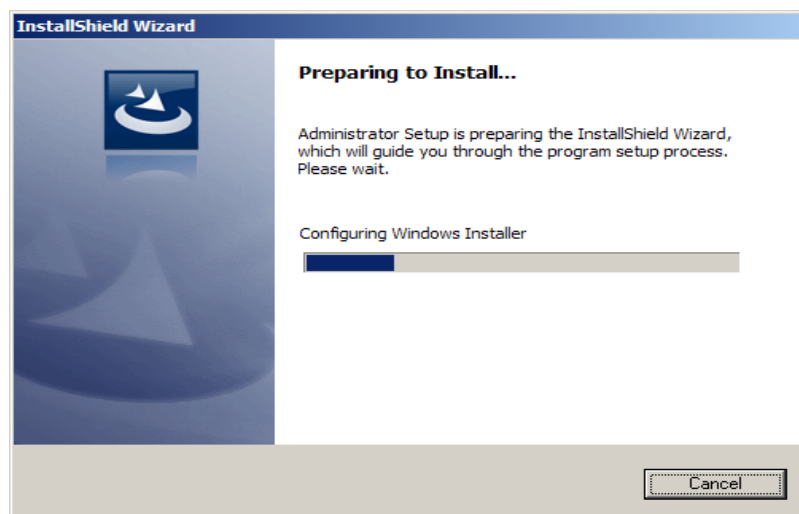 InstallShield Wizard
Preparing to Install...
Administrator Setup is preparing the InstallShield Wizard,
which will guide you through the program setup process.
Please wait.
Configuring Windows Installer
Cancel